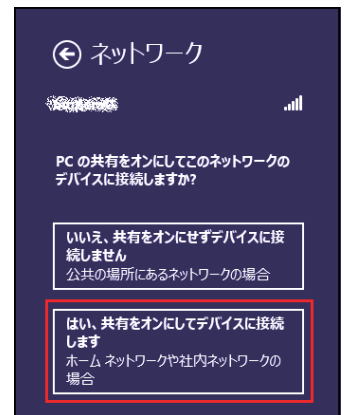 ネットワーク
PC の共有をオンにしてこのネットワークの
デバイスに接続しますか?
いいえ、共有をオンにせずデバイスに接
続しません
公共の場所にあるネットワークの場合
はい、共有をオンにしてデバイスに接続
します
ホーム ネットワークや社内ネットワークの
場合